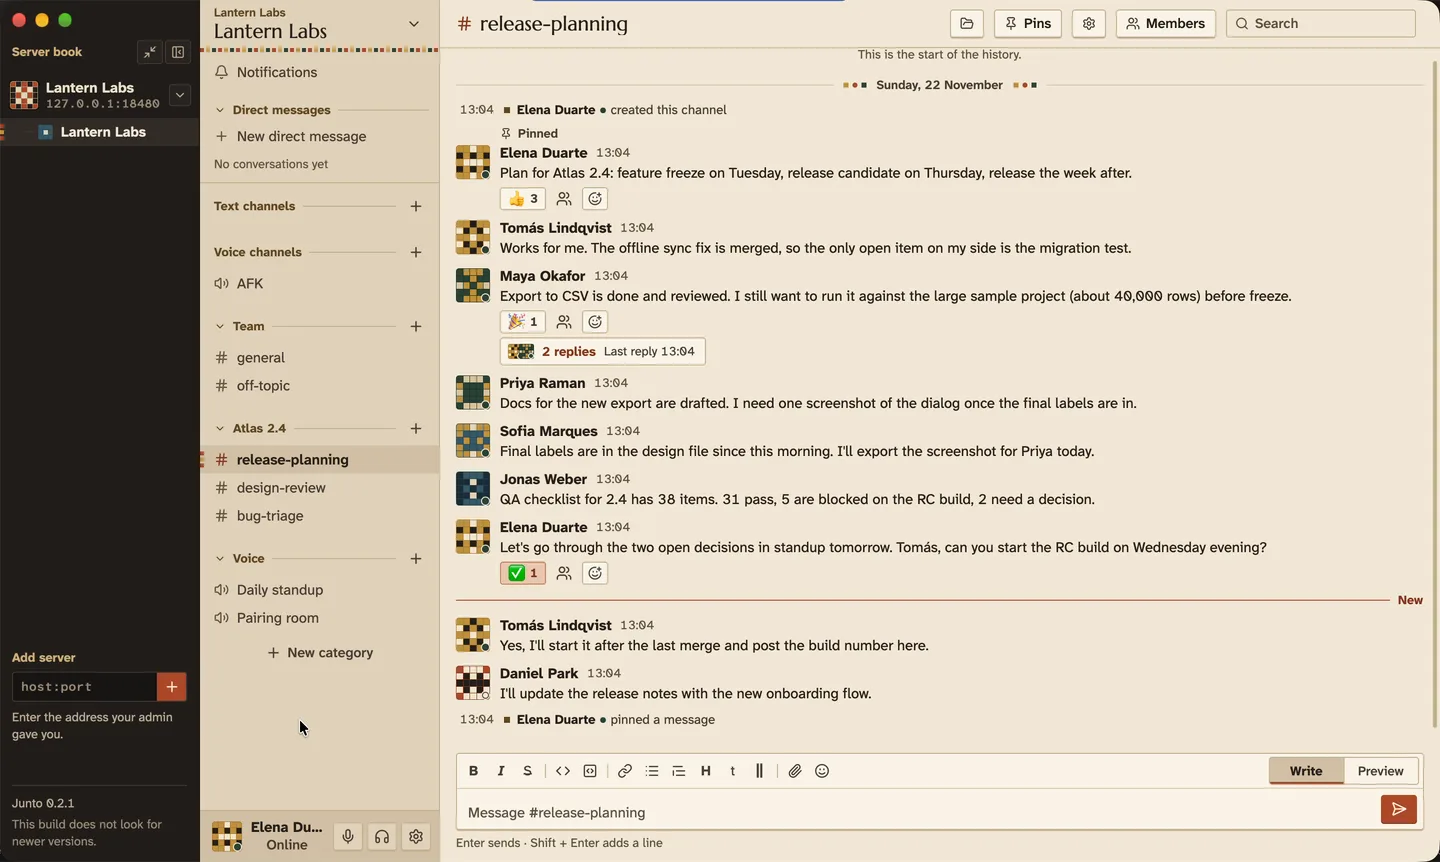 Server book
Lantern Labs
127.0.0.1:18480
Lantern Labs
Add server
host:port
Enter the address your admin
gave you.
Junto 0.2.1
This build does not look for
newer versions.
Lantern Labs
Lantern Labs
Notifications
Direct messages
New direct message
No conversations yet
Text channels
Voice channels
AFK
Team
# general
# off-topic
Atlas 2.4
# release-planning
# design-review
# bug-triage
Voice
Daily standup
Pairing room
+ New category
Elena Du...
Online
# release-planning
Pins
Members
Search
This is the start of the history.
Sunday, 22 November
13:04 Elena Duarte created this channel
Pinned
Elena Duarte 13:04
Plan for Atlas 2.4: feature freeze on Tuesday, release candidate on Thursday, release the week after.
👍 3
Tomás Lindqvist 13:04
Works for me. The offline sync fix is merged, so the only open item on my side is the migration test.
Maya Okafor 13:04
Export to CSV is done and reviewed. I still want to run it against the large sample project (about 40,000 rows) before freeze.
🎉 1
2 replies Last reply 13:04
Priya Raman 13:04
Docs for the new export are drafted. I need one screenshot of the dialog once the final labels are in.
Sofia Marques 13:04
Final labels are in the design file since this morning. I'll export the screenshot for Priya today.
Jonas Weber 13:04
QA checklist for 2.4 has 38 items. 31 pass, 5 are blocked on the RC build, 2 need a decision.
Elena Duarte 13:04
Let's go through the two open decisions in standup tomorrow. Tomás, can you start the RC build on Wednesday evening?
✅ 1
New
Tomás Lindqvist 13:04
Yes, I'll start it after the last merge and post the build number here.
Daniel Park 13:04
I'll update the release notes with the new onboarding flow.
13:04 Elena Duarte pinned a message
B I S H t
Write Preview
Message #release-planning
Enter sends · Shift + Enter adds a line